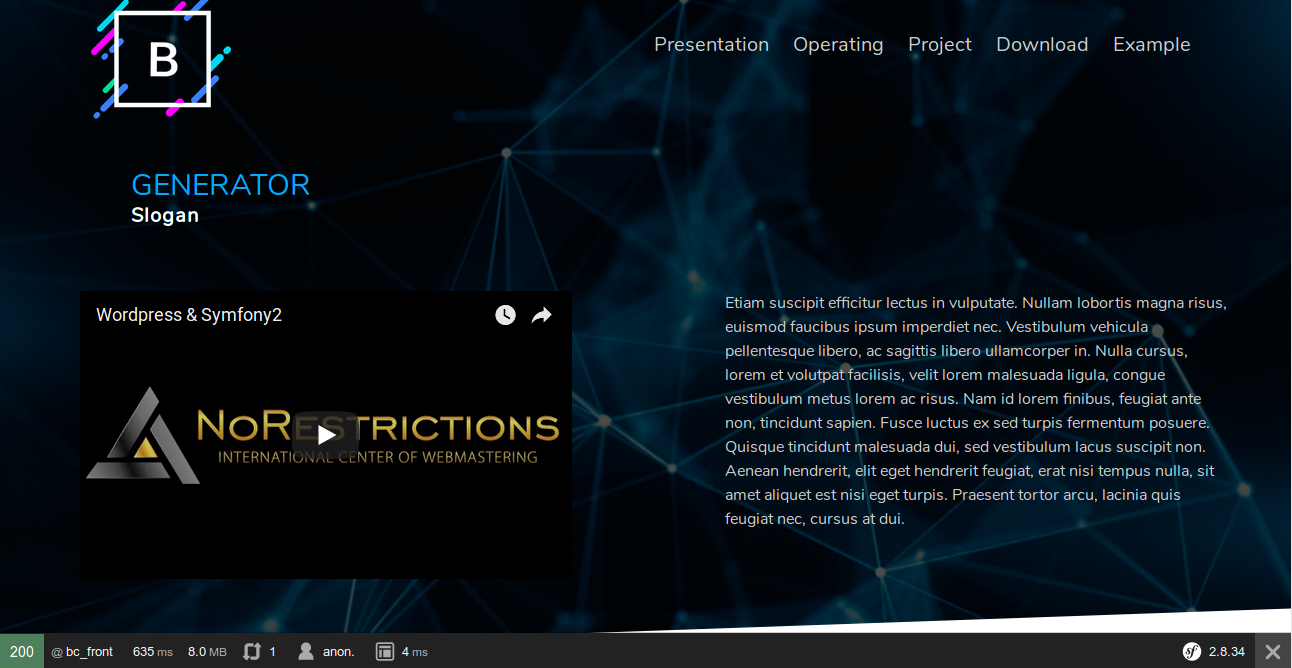 B
Presentation Operating Project Download Example
GENERATOR
Slogan
Wordpress & Symfony2
NORESTRICTIONS
INTERNATIONAL CENTER OF WEBMASTERING
Etiam suscipit efficitur lectus in vulputate. Nullam lobortis magna risus,
euismod faucibus ipsum imperdiet nec. Vestibulum vehicula
pellentesque libero, ac sagittis libero ullamcorper in. Nulla cursus,
lorem et volutpat facilisis, velit lorem malesuada ligula, congue
vestibulum metus lorem ac risus. Nam id lorem finibus, feugiat ante
non, tincidunt sapien. Fusce luctus ex sed turpis fermentum posuere.
Quisque tincidunt malesuada dui, sed vestibulum lacus suscipit non.
Aenean hendrerit, elit eget hendrerit feugiat, erat nisi tempus nulla, sit
amet aliquet est nisi eget turpis. Praesent tortor arcu, lacinia quis
feugiat nec, cursus at dui.
200 @ bc_front 635 ms 8.0 MB 1 anon. 4 ms sf 2.8.34